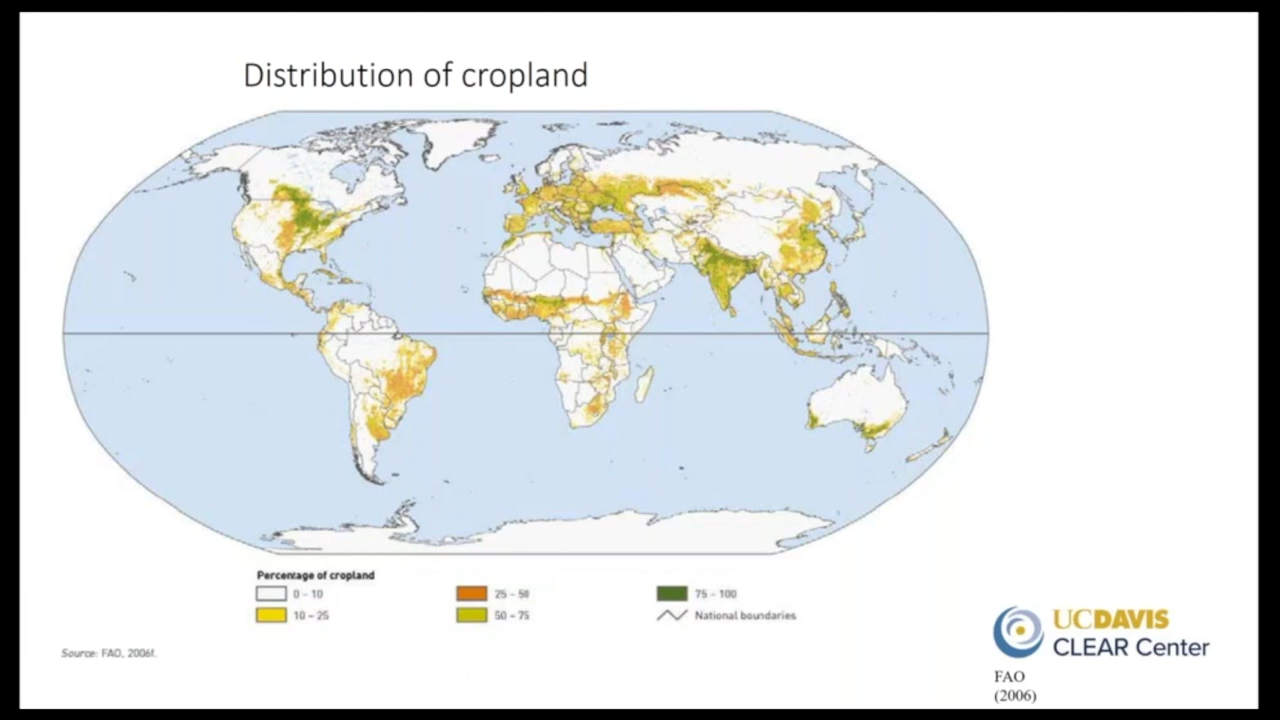 Distribution of cropland
Percentage of cropland
0 – 10
25 – 50
75 – 100
10 – 25
50 – 75
National boundaries
Source: FAO, 2006f.
UCDAVIS
CLEAR Center
FAO
(2006)